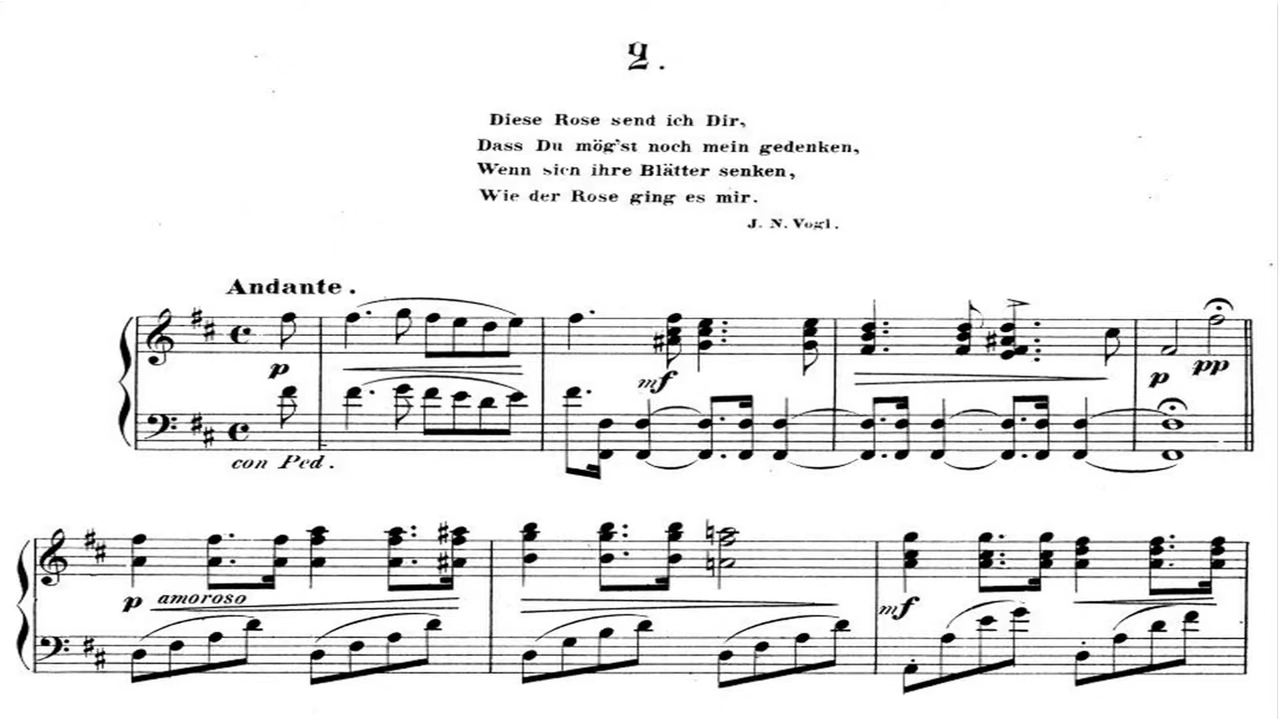 2.
Diese Rose send ich Dir,
Dass Du mög'st noch mein gedenken,
Wenn sich ihre Blätter senken,
Wie der Rose ging es mir.
J. N. Vogl.
Andante.
p
mf
p pp
con Ped.
p amoroso
mf